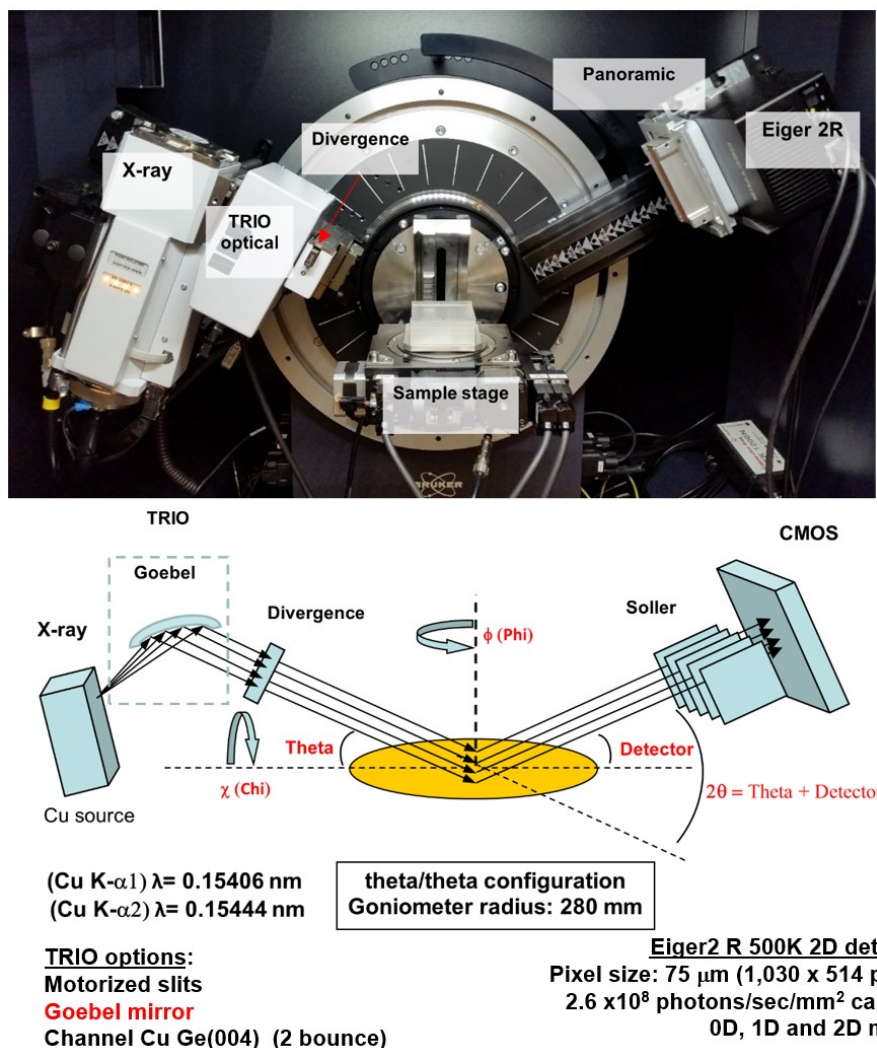 Panoramic
Divergence
Eiger 2R
X-ray
TRIO
optical
Sample stage
BRUKER
TRIO
CMOS
Goebel
Divergence
Soller
X-ray
ϕ (Phi)
Theta
Detector
χ (Chi)
2θ = Theta + Detector
Cu source
(Cu K-α1) λ= 0.15406 nm
(Cu K-α2) λ= 0.15444 nm
theta/theta configuration
Goniometer radius: 280 mm
TRIO options:
Motorized slits
Goebel mirror
Channel Cu Ge(004) (2 bounce)
Eiger2 R 500K 2D det
Pixel size: 75 μm (1,030 x 514 p
2.6 x10⁸ photons/sec/mm² ca
0D, 1D and 2D